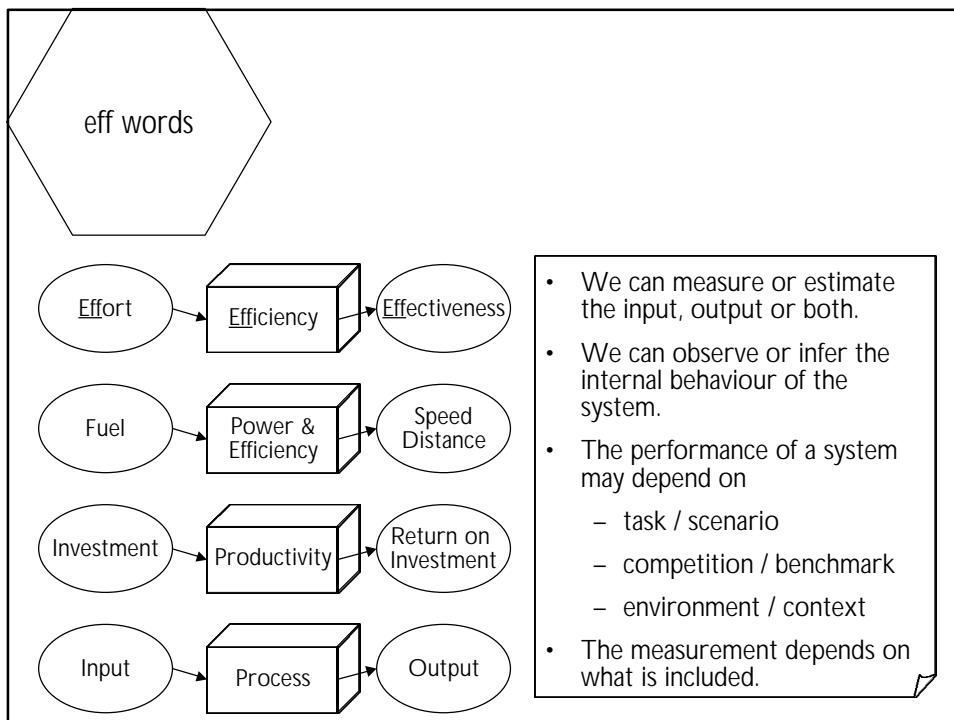 eff words
Effort
Efficiency
Effectiveness
Fuel
Power &
Efficiency
Speed
Distance
Investment
Productivity
Return on
Investment
Input
Process
Output
• We can measure or estimate
the input, output or both.
• We can observe or infer the
internal behaviour of the
system.
• The performance of a system
may depend on
– task / scenario
– competition / benchmark
– environment / context
• The measurement depends on
what is included.